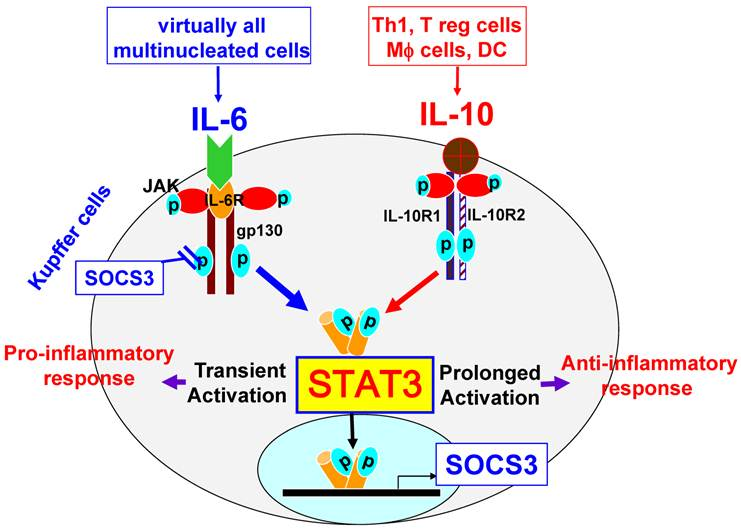 virtually all
multinucleated cells
Th1, T reg cells
Mϕ cells, DC
IL-6
IL-10
JAK
p
IL-6R
p
p
p
gp130
IL-10R1
IL-10R2
Kupffer cells
SOCS3
p
p
p
p
p
p
Pro-inflammatory
response
Transient
Activation
STAT3
Prolonged
Activation
Anti-inflammatory
response
p
p
SOCS3